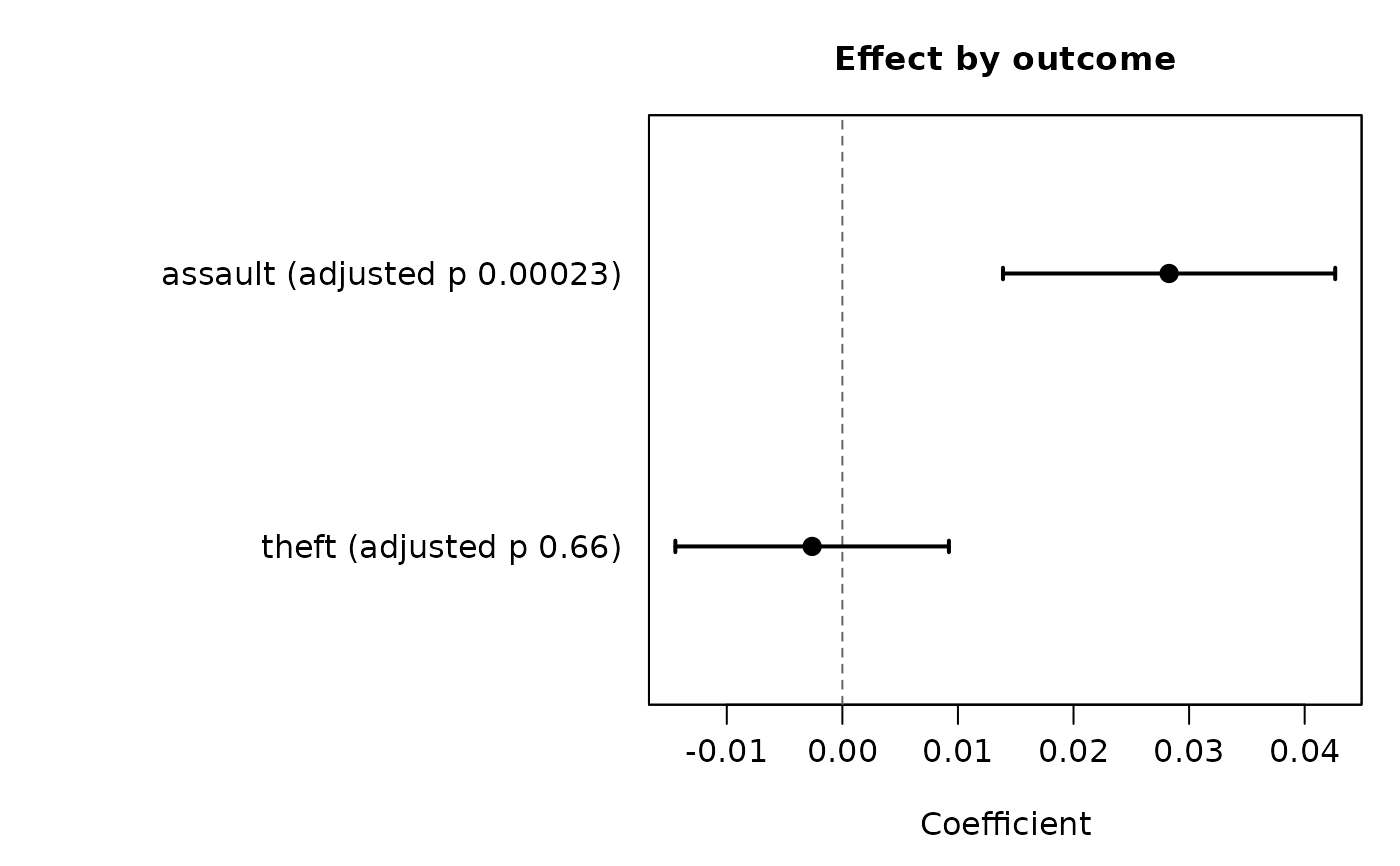 Effect by outcome
assault (adjusted p 0.00023)
theft (adjusted p 0.66)
-0.01 0.00 0.01 0.02 0.03 0.04
Coefficient